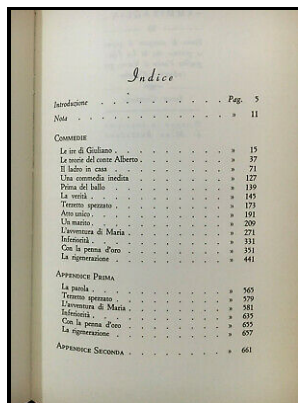 Indice
Introduzione . . . . . . . . . . Pag. 5
Nota . . . . . . . . . . . . » 11
COMMEDIE
Le ire di Giuliano . . . . . . . . . » 15
Le teorie del conte Alberto . . . . . . . » 37
Il ladro in casa . . . . . . . . . » 71
Una commedia inedita . . . . . . . . » 127
Prima del ballo . . . . . . . . . » 139
La verità . . . . . . . . . . . » 145
Terzetto spezzato . . . . . . . . . » 173
Atto unico . . . . . . . . . . » 191
Un marito . . . . . . . . . . » 209
L'avventura di Maria . . . . . . . . » 271
Inferiorità . . . . . . . . . . » 331
Con la penna d'oro . . . . . . . . » 351
La rigenerazione . . . . . . . . . » 441
APPENDICE PRIMA
La parola . . . . . . . . . . . » 565
Terzetto spezzato . . . . . . . . . » 579
L'avventura di Maria . . . . . . . . » 581
Inferiorità . . . . . . . . . . » 635
Con la penna d'oro . . . . . . . . » 655
La rigenerazione . . . . . . . . . » 657
APPENDICE SECONDA . . . . . . . . » 661